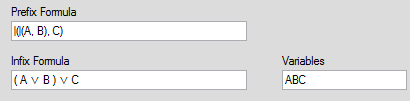 Prefix Formula
|(|(A, B), C)
Infix Formula
Variables
( A ∨ B ) ∨ C
ABC